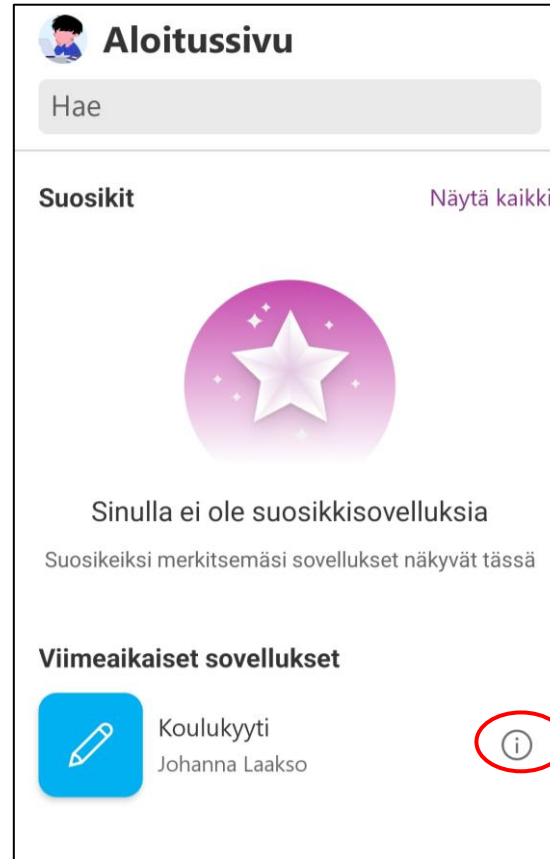 Aloitussivu
Hae
Suosikit Näytä kaikki
Sinulla ei ole suosikkisovelluksia
Suosikeiksi merkitsemäsi sovellukset näkyvät tässä
Viimeaikaiset sovellukset
Koulukyyti
Johanna Laakso